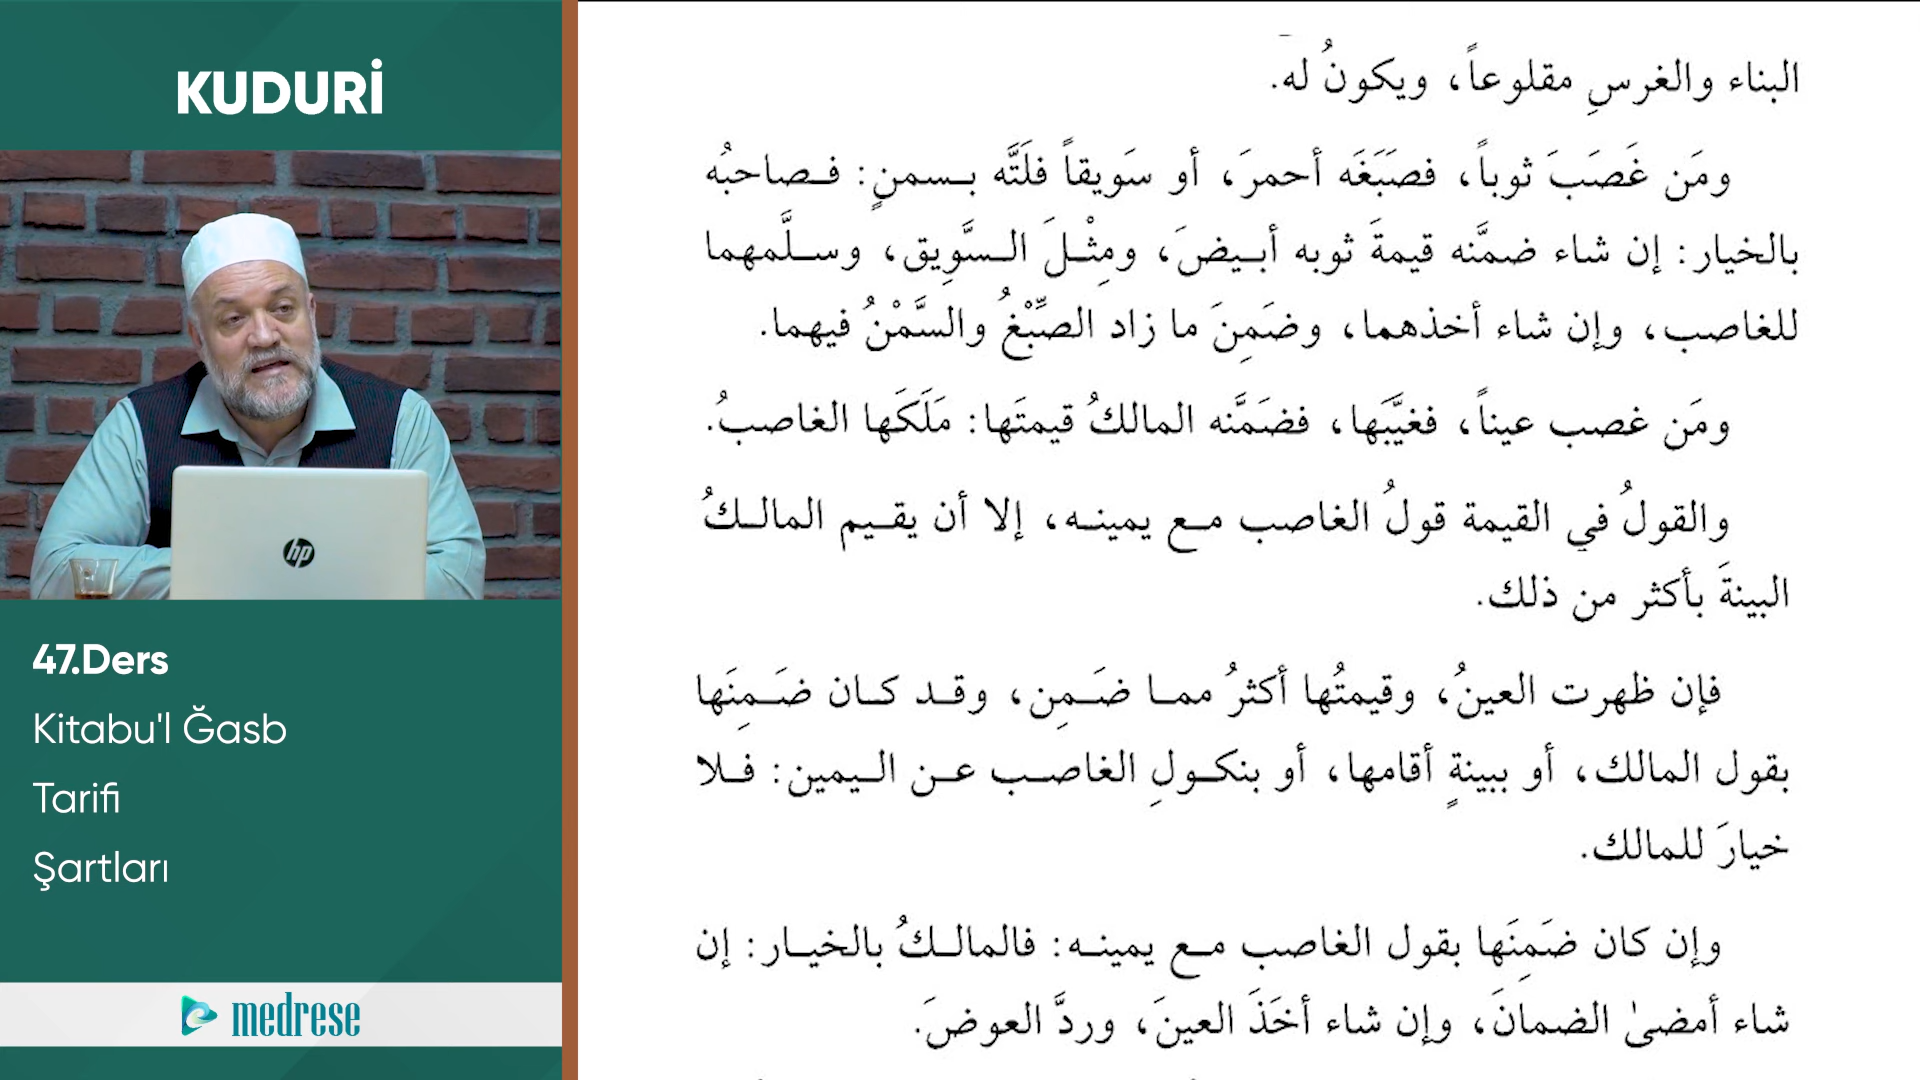 KUDURİ
hp
47.Ders
Kitabu'l Ğasb
Tarifi
Şartları
medrese
البناء والغرسِ مقلوعاً، ويكونُ له.
ومَن غَصَبَ ثوباً، فصَبَغَه أحمرَ، أو سَويقاً فلَتَّه بسمنٍ: فصاحبُه
بالخيار: إن شاء ضمَّنه قيمةَ ثوبه أبيضَ، ومِثْلَ السَّوِيق، وسلَّمهما
للغاصب، وإن شاء أخذهما، وضَمِنَ ما زاد الصِّبْغُ والسَّمْنُ فيهما.
ومَن غصب عيناً، فغيَّبَها، فضَمَّنه المالكُ قيمتَها: مَلَكَها الغاصبُ.
والقولُ في القيمة قولُ الغاصب مع يمينه، إلا أن يقيم المالكُ
البينةَ بأكثر من ذلك.
فإن ظهرت العينُ، وقيمتُها أكثرُ مما ضَمِن، وقد كان ضَمِنَها
بقول المالك، أو ببينةٍ أقامها، أو بنكولِ الغاصب عن اليمين: فلا
خيارَ للمالك.
وإن كان ضَمِنَها بقول الغاصب مع يمينه: فالمالكُ بالخيار: إن
شاء أمضىٰ الضمانَ، وإن شاء أخَذَ العينَ، وردَّ العوضَ.